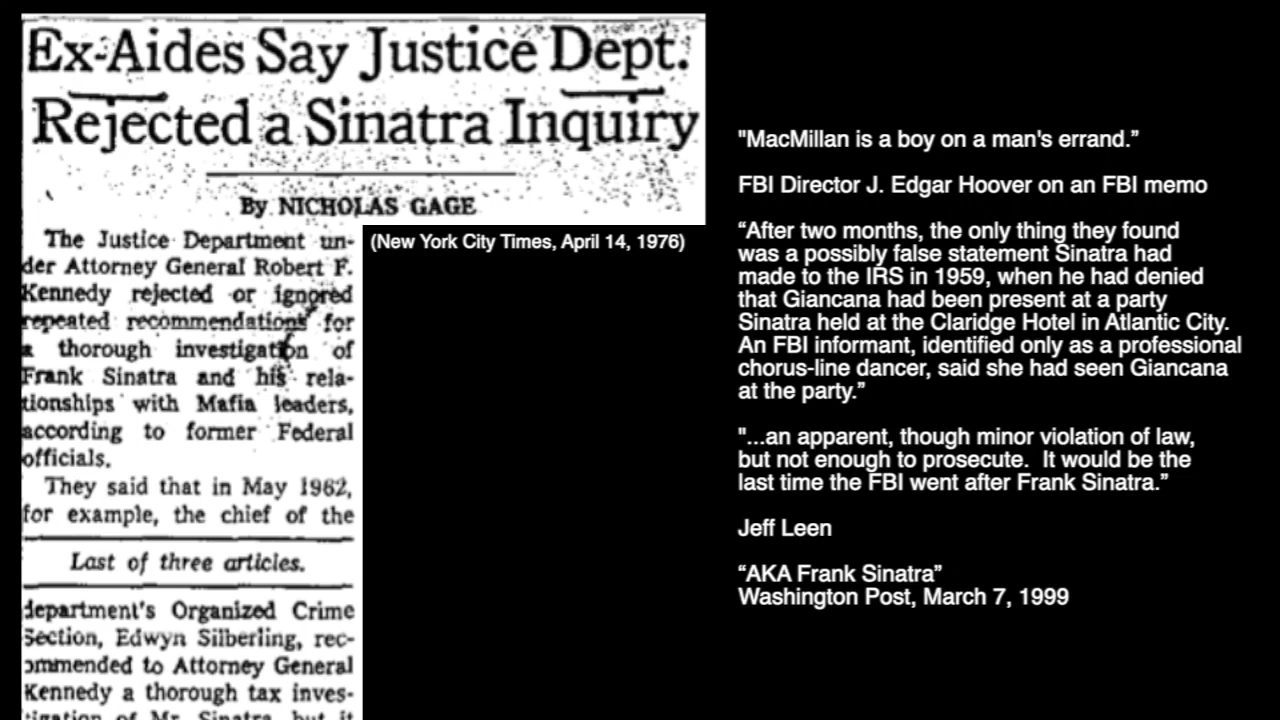 Ex-Aides Say Justice Dept.
Rejected a Sinatra Inquiry
By NICHOLAS GAGE
The Justice Department un-
der Attorney General Robert F.
Kennedy rejected or ignored
repeated recommendations for
a thorough investigation of
Frank Sinatra and his rela-
tionships with Mafia leaders,
according to former Federal
officials.
They said that in May 1962,
for example, the chief of the
Last of three articles.
department's Organized Crime
Section, Edwyn Silberling, rec-
ommended to Attorney General
Kennedy a thorough tax inves-
tigation of Mr. Sinatra, but it
(New York City Times, April 14, 1976)
"MacMillan is a boy on a man's errand.”
FBI Director J. Edgar Hoover on an FBI memo
“After two months, the only thing they found
was a possibly false statement Sinatra had
made to the IRS in 1959, when he had denied
that Giancana had been present at a party
Sinatra held at the Claridge Hotel in Atlantic City.
An FBI informant, identified only as a professional
chorus-line dancer, said she had seen Giancana
at the party.”
"...an apparent, though minor violation of law,
but not enough to prosecute.  It would be the
last time the FBI went after Frank Sinatra.”
Jeff Leen
“AKA Frank Sinatra”
Washington Post, March 7, 1999